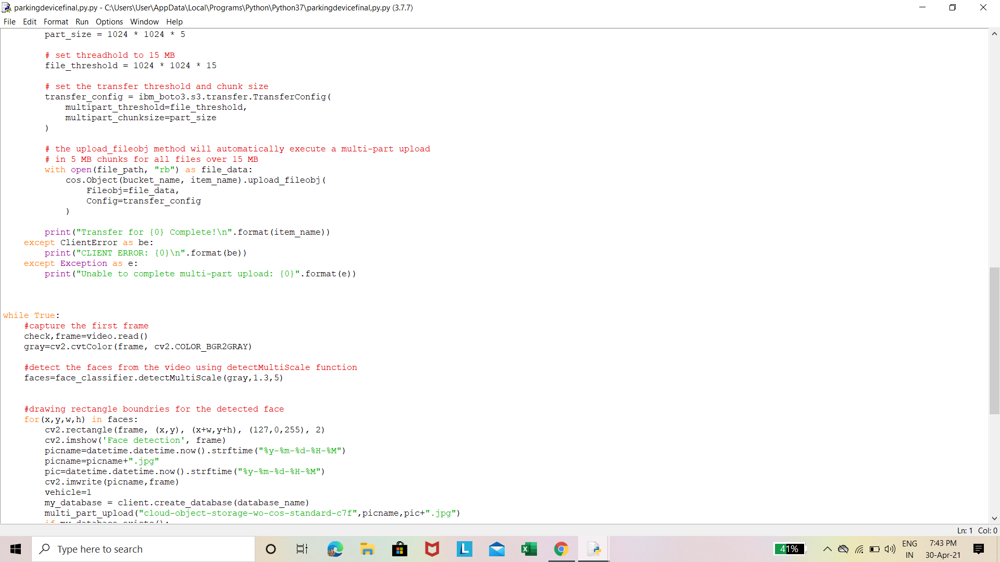 parkingdevicefinal,py.py - C:\Users\User\AppData\Local\Programs\Python\Python37\parkingdevicefinal,py.py (3.7.7)
File Edit Format Run Options Window Help
        part_size = 1024 * 1024 * 5

        # set threadhold to 15 MB
        file_threshold = 1024 * 1024 * 15

        # set the transfer threshold and chunk size
        transfer_config = ibm_boto3.s3.transfer.TransferConfig(
            multipart_threshold=file_threshold,
            multipart_chunksize=part_size
        )

        # the upload_fileobj method will automatically execute a multi-part upload
        # in 5 MB chunks for all files over 15 MB
        with open(file_path, "rb") as file_data:
            cos.Object(bucket_name, item_name).upload_fileobj(
                Fileobj=file_data,
                Config=transfer_config
            )

        print("Transfer for {0} Complete!\n".format(item_name))
    except ClientError as be:
        print("CLIENT ERROR: {0}\n".format(be))
    except Exception as e:
        print("Unable to complete multi-part upload: {0}".format(e))

while True:
    #capture the first frame
    check,frame=video.read()
    gray=cv2.cvtColor(frame, cv2.COLOR_BGR2GRAY)

    #detect the faces from the video using detectMultiScale function
    faces=face_classifier.detectMultiScale(gray,1.3,5)

    #drawing rectangle boundries for the detected face
    for(x,y,w,h) in faces:
        cv2.rectangle(frame, (x,y), (x+w,y+h), (127,0,255), 2)
        cv2.imshow('Face detection', frame)
        picname=datetime.datetime.now().strftime("%y-%m-%d-%H-%M")
        picname=picname+".jpg"
        pic=datetime.datetime.now().strftime("%y-%m-%d-%H-%M")
        cv2.imwrite(picname,frame)
        vehicle=1
        my_database = client.create_database(database_name)
        multi_part_upload("cloud-object-storage-wo-cos-standard-c7f",picname,pic+".jpg")
        if my_database.exists():
Ln: 1 Col: 0
Type here to search
41%
ENG
IN
7:43 PM
30-Apr-21